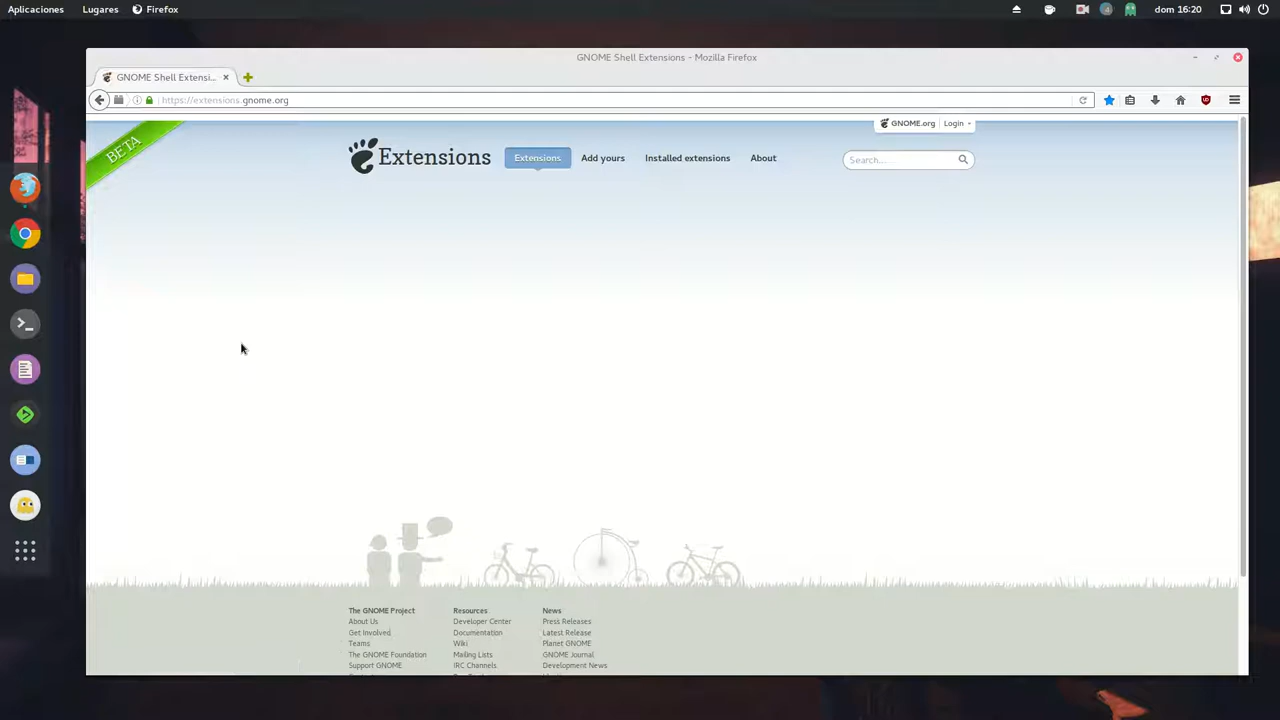 Aplicaciones Lugares Firefox dom 16:20
GNOME Shell Extensions - Mozilla Firefox
GNOME Shell Extensi...
https://extensions.gnome.org
GNOME.org Login
BETA
Extensions Extensions Add yours Installed extensions About Search...
The GNOME Project Resources News
About Us Developer Center Press Releases
Get Involved Documentation Latest Release
Teams Wiki Planet GNOME
The GNOME Foundation Mailing Lists GNOME Journal
Support GNOME IRC Channels Development News